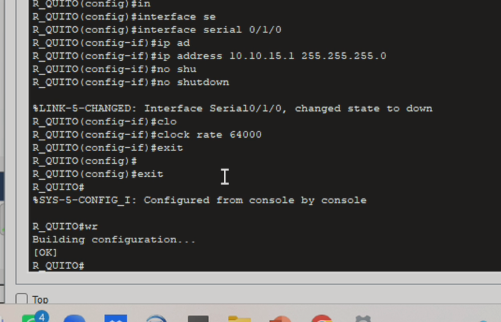 R_QUITO(config)#in
R_QUITO(config)#interface se
R_QUITO(config)#interface serial 0/1/0
R_QUITO(config-if)#ip ad
R_QUITO(config-if)#ip address 10.10.15.1 255.255.255.0
R_QUITO(config-if)#no shu
R_QUITO(config-if)#no shutdown
%LINK-5-CHANGED: Interface Serial0/1/0, changed state to down
R_QUITO(config-if)#clo
R_QUITO(config-if)#clock rate 64000
R_QUITO(config-if)#exit
R_QUITO(config)#
R_QUITO(config)#exit
R_QUITO#
%SYS-5-CONFIG_I: Configured from console by console
R_QUITO#wr
Building configuration...
[OK]
R_QUITO#
Top
4